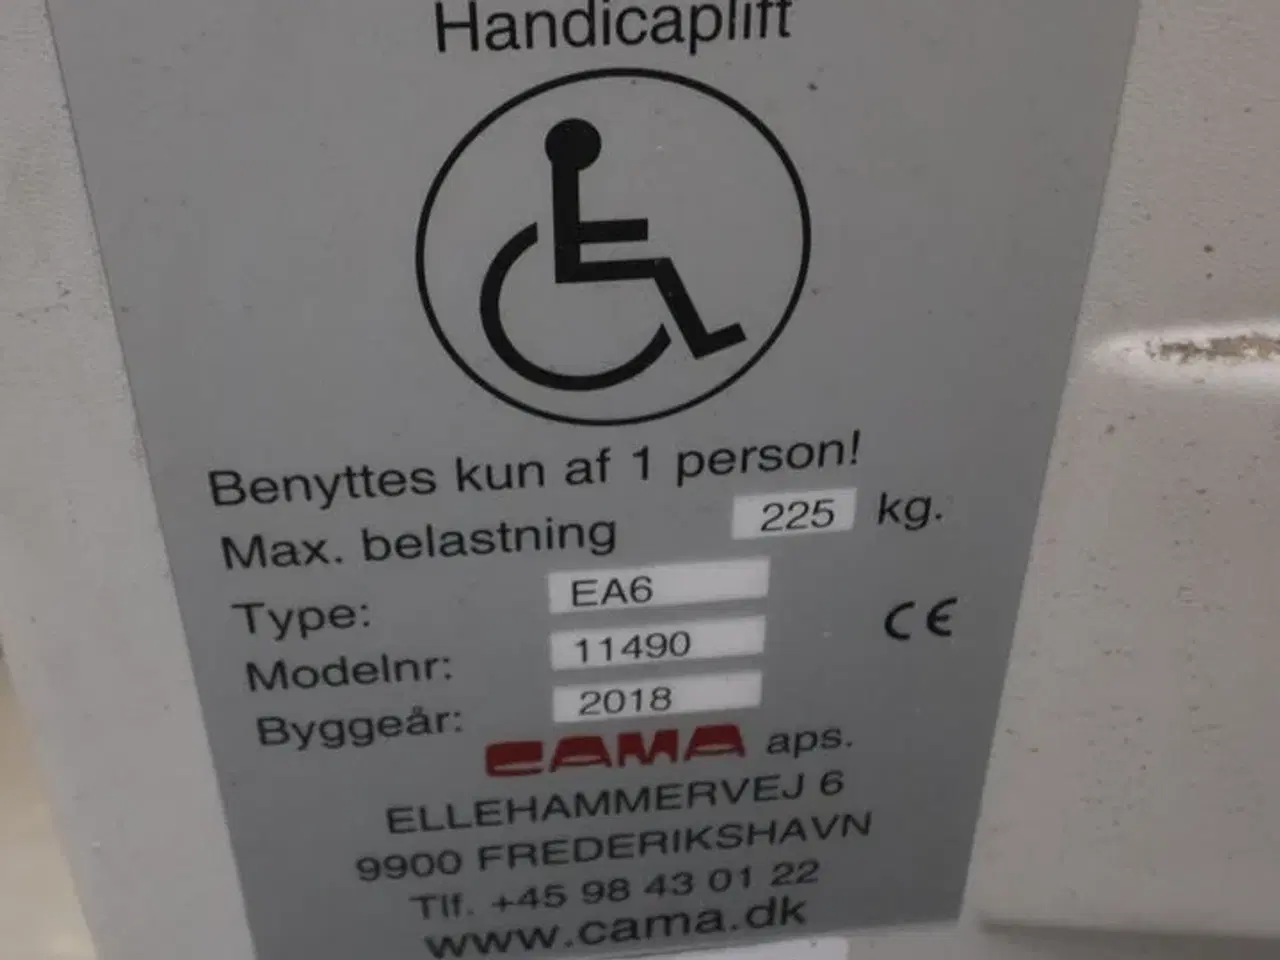 Handicaplift
Benyttes kun af 1 person!
Max. belastning 225 kg.
Type: EA6
Modelnr: 11490
Byggeår: 2018
CE
CAMA aps.
ELLEHAMMERVEJ 6
9900 FREDERIKSHAVN
Tlf. +45 98 43 01 22
www.cama.dk